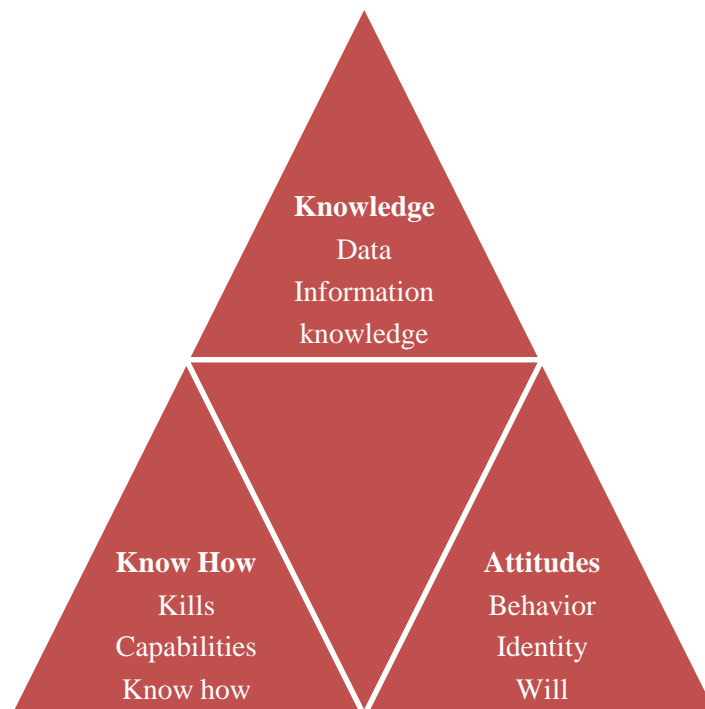 Knowledge
Data
Information
knowledge
Know How
Kills
Capabilities
Know how
Attitudes
Behavior
Identity
Will